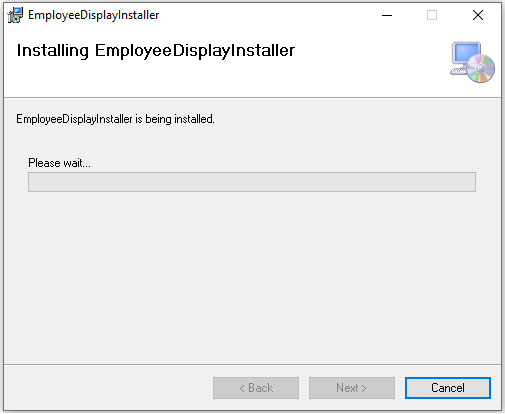 EmployeeDisplayInstaller
Installing EmployeeDisplayInstaller
EmployeeDisplayInstaller is being installed.
Please wait...
< Back
Next >
Cancel